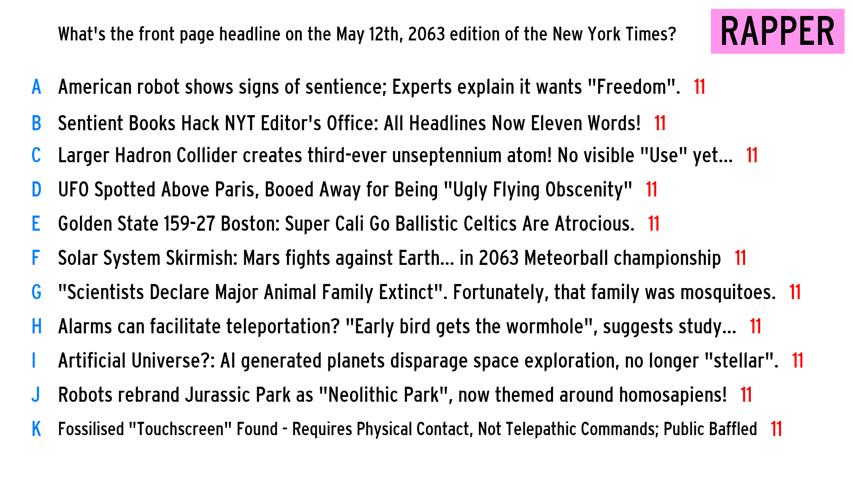 What's the front page headline on the May 12th, 2063 edition of the New York Times?
RAPPER
A American robot shows signs of sentience; Experts explain it wants "Freedom". 11
B Sentient Books Hack NYT Editor's Office: All Headlines Now Eleven Words! 11
C Larger Hadron Collider creates third-ever unseptennium atom! No visible "Use" yet... 11
D UFO Spotted Above Paris, Booed Away for Being "Ugly Flying Obscenity" 11
E Golden State 159-27 Boston: Super Cali Go Ballistic Celtics Are Atrocious. 11
F Solar System Skirmish: Mars fights against Earth... in 2063 Meteorball championship 11
G "Scientists Declare Major Animal Family Extinct". Fortunately, that family was mosquitoes. 11
H Alarms can facilitate teleportation? "Early bird gets the wormhole", suggests study... 11
I Artificial Universe?: AI generated planets disparage space exploration, no longer "stellar". 11
J Robots rebrand Jurassic Park as "Neolithic Park", now themed around homosapiens! 11
K Fossilised "Touchscreen" Found - Requires Physical Contact, Not Telepathic Commands; Public Baffled 11